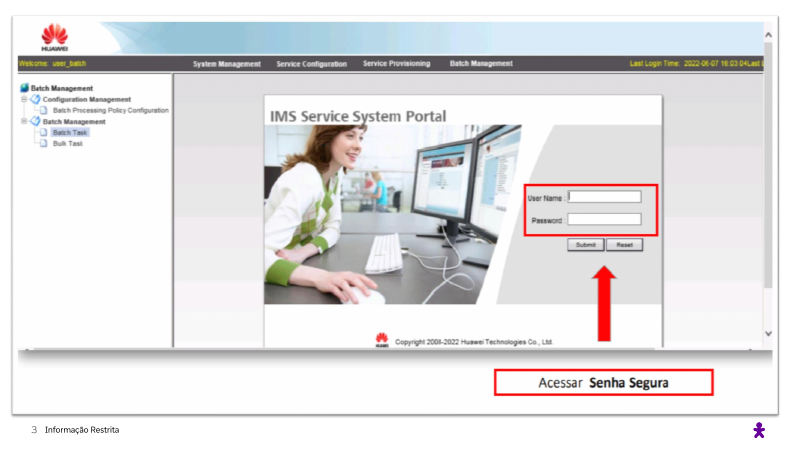 HUAWEI
Welcome: user_batch
System Management Service Configuration Service Provisioning Batch Management
Last Login Time: 2022-06-07 16:03:04Last
Batch Management
Configuration Management
Batch Processing Policy Configuration
Batch Management
Batch Task
Bulk Task
IMS Service System Portal
User Name :
Password :
Submit Reset
HUAWEI Copyright 2008-2022 Huawei Technologies Co., Ltd.
Acessar Senha Segura
3 Informação Restrita